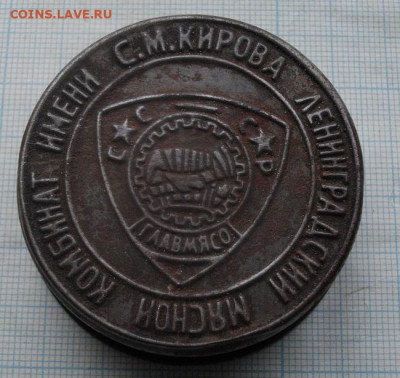 COINS.LAVE.RU
ЛЕНИНГРАДСКИЙ МЯСНОЙ КОМБИНАТ ИМЕНИ С.М.КИРОВА
С С С Р
ГЛАВМЯСО